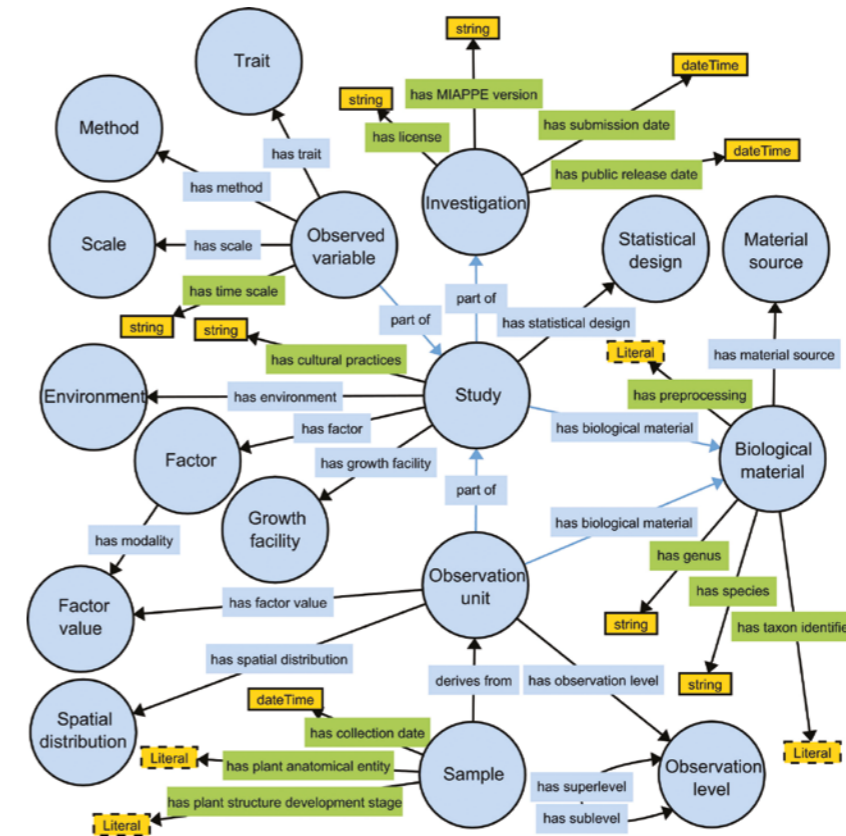 string
Trait
dateTime
string
has MIAPPE version
Method
has license
has submission date
has trait
dateTime
has public release date
has method
Investigation
Scale
has scale
Observed
variable
Statistical
design
Material
source
has time scale
part of
string
string
part of
has statistical design
Literal
has material source
has cultural practices
Environment
has environment
Study
has preprocessing
has factor
has biological material
Factor
has growth facility
Biological
material
part of
Growth
facility
has biological material
has modality
has genus
Observation
unit
has species
Factor
value
has factor value
string
has taxon identifie
has spatial distribution
derives from
has observation level
string
Spatial
distribution
dateTime
has collection date
Literal
Literal
has plant anatomical entity
Sample
Observation
level
has superlevel
has plant structure development stage
has sublevel
Literal